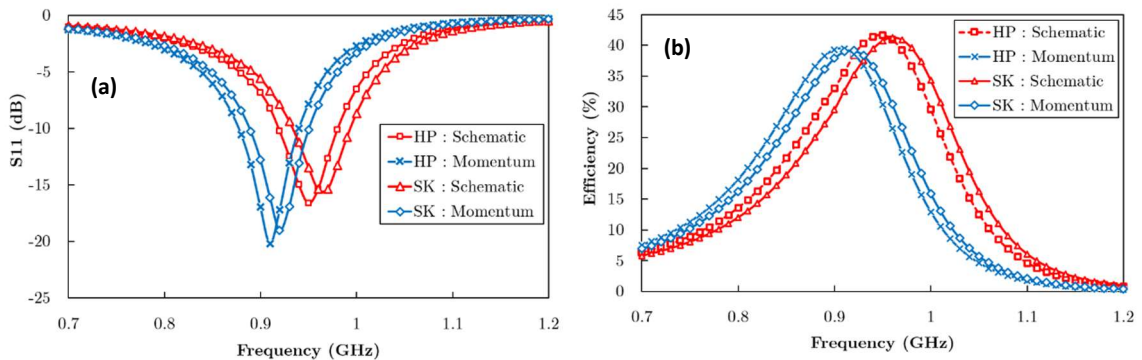 (a)
S11 (dB)
0
-5
-10
-15
-20
-25
0.7 0.8 0.9 1 1.1 1.2
Frequency (GHz)
HP : Schematic
HP : Momentum
SK : Schematic
SK : Momentum
(b)
Efficiency (%)
45
40
35
30
25
20
15
10
5
0
0.7 0.8 0.9 1 1.1 1.2
Frequency (GHz)
HP : Schematic
HP : Momentum
SK : Schematic
SK : Momentum